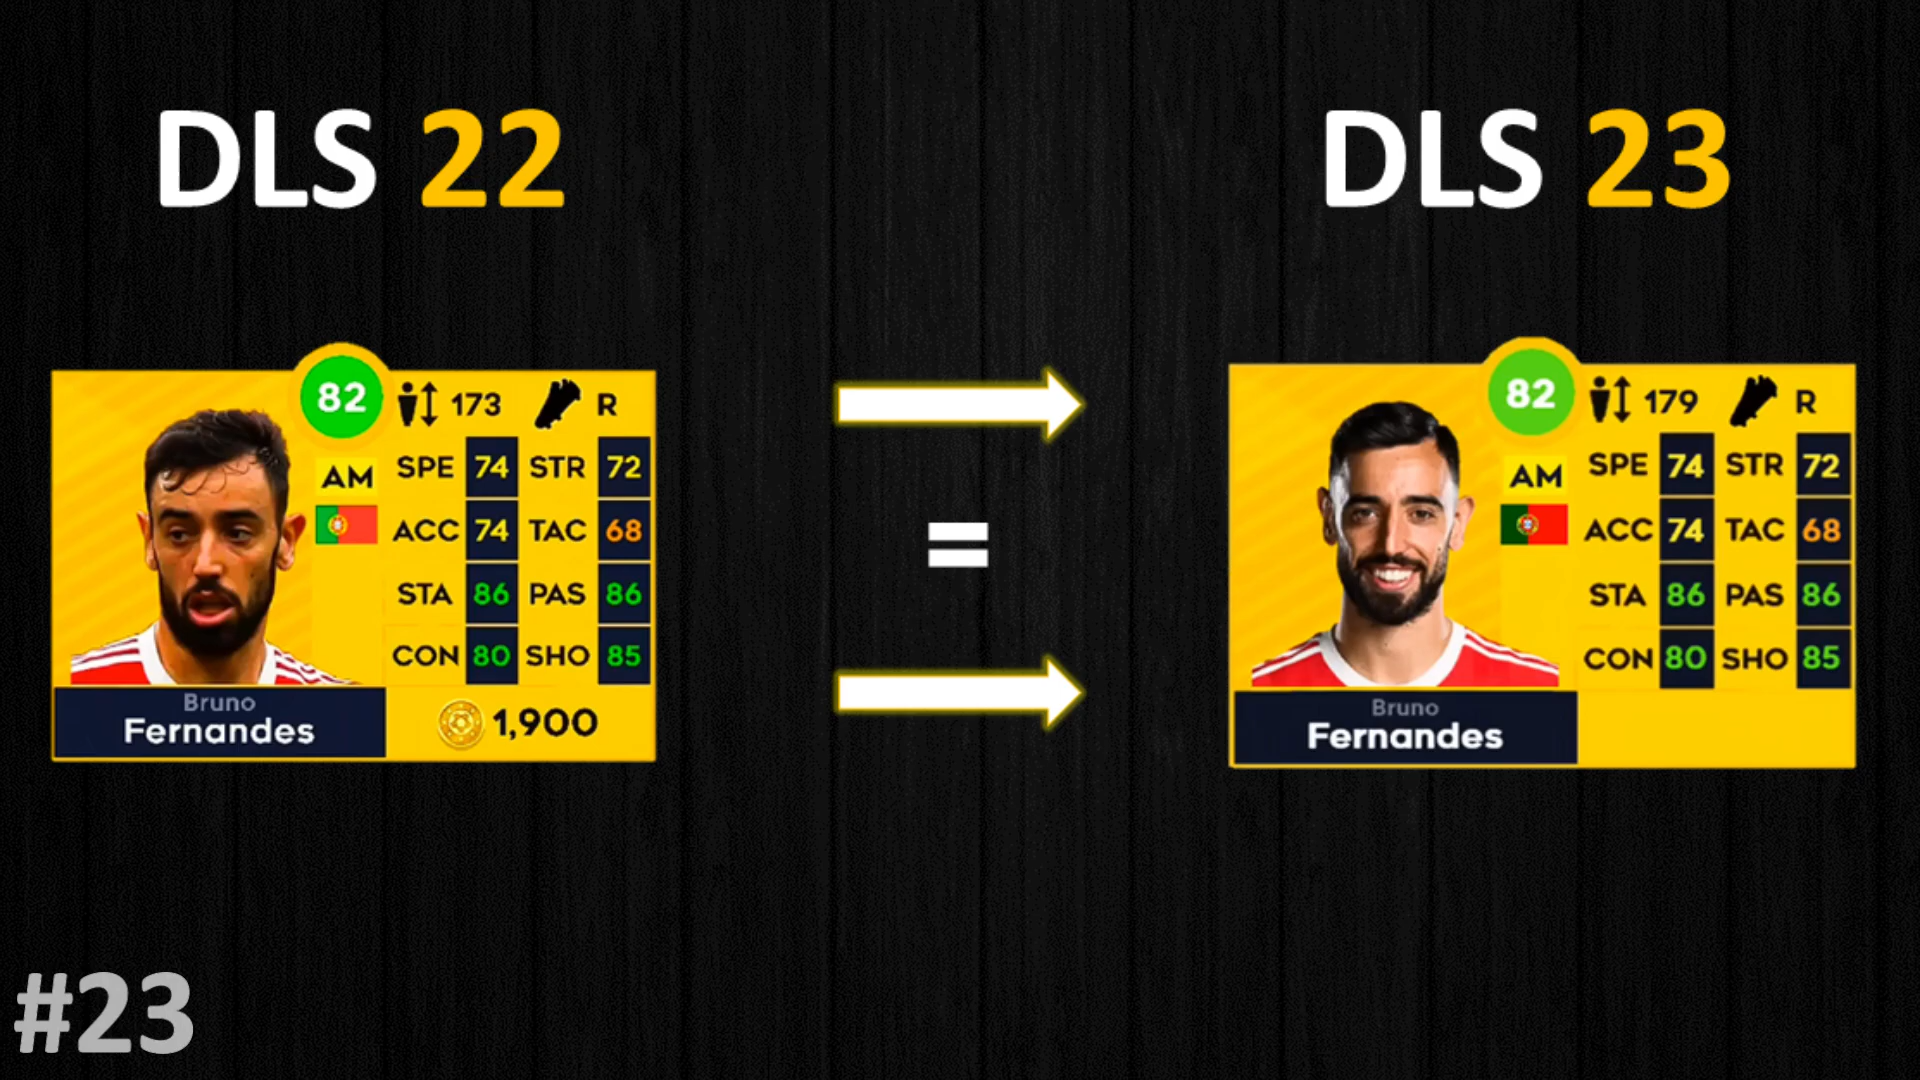 DLS 22
DLS 23
82
173 R
AM
SPE 74 STR 72
ACC 74 TAC 68
STA 86 PAS 86
CON 80 SHO 85
Bruno
Fernandes
1,900
=
82
179 R
AM
SPE 74 STR 72
ACC 74 TAC 68
STA 86 PAS 86
CON 80 SHO 85
Bruno
Fernandes
#23